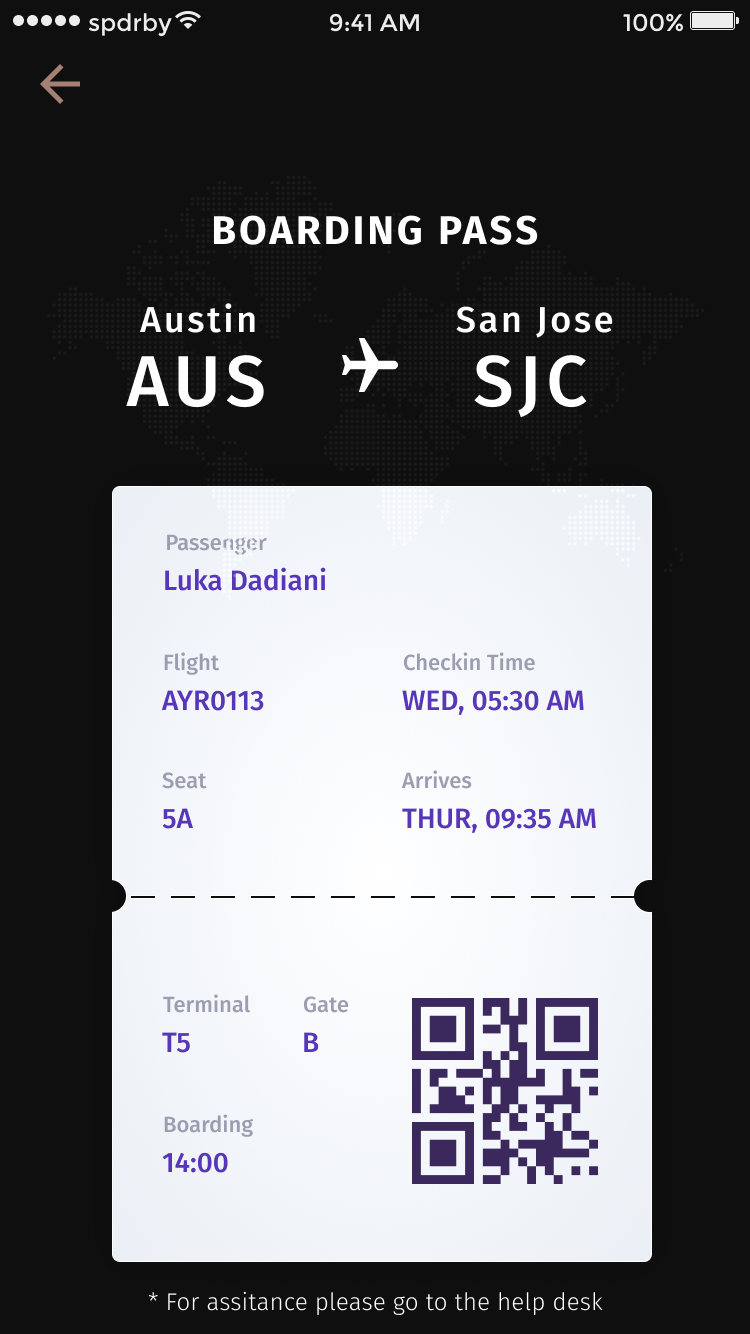 spdrby 9:41 AM 100%
BOARDING PASS
Austin San Jose
AUS SJC
Passenger
Luka Dadiani
Flight Checkin Time
AYR0113 WED, 05:30 AM
Seat Arrives
5A THUR, 09:35 AM
Terminal Gate
T5 B
Boarding
14:00
* For assitance please go to the help desk